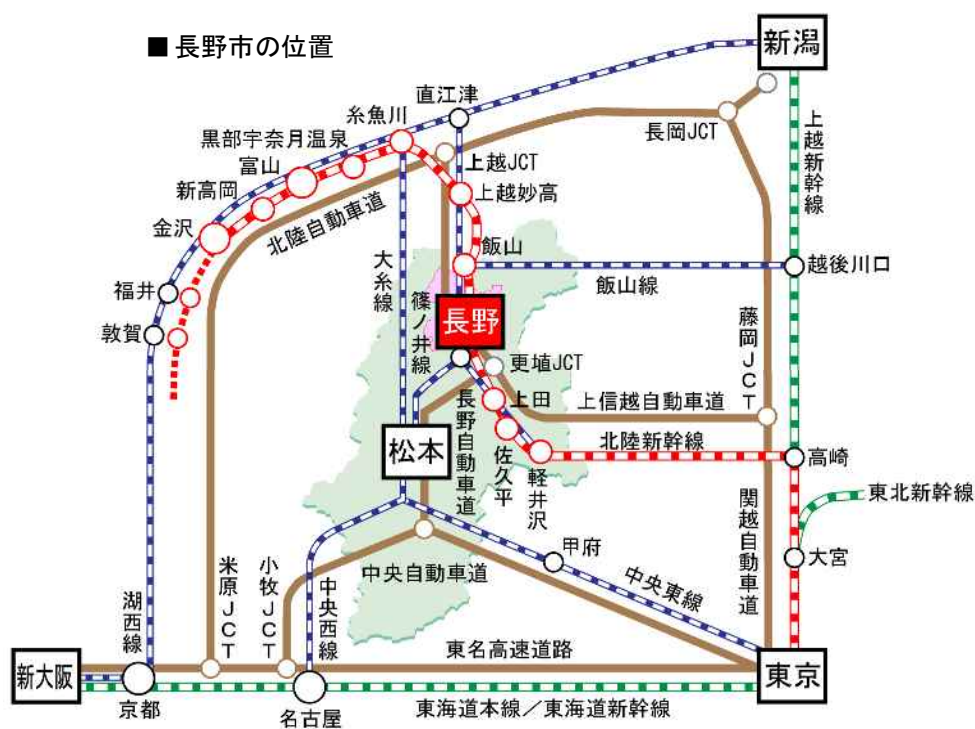 ■ 長野市の位置
新潟
直江津
糸魚川
黒部宇奈月温泉
富山
新高岡
金沢
長岡JCT
上越新幹線
上越JCT
上越妙高
北陸自動車道
飯山
飯山線
越後川口
福井
敦賀
大糸線
篠ノ井線
長野
藤岡JCT
更埴JCT
上田
上信越自動車道
北陸新幹線
高崎
松本
長野自動車道
佐久平
軽井沢
東北新幹線
関越自動車道
大宮
甲府
中央自動車道
中央東線
湖西線
米原JCT
小牧JCT
中央西線
東名高速道路
新大阪
東京
京都
名古屋
東海道本線/東海道新幹線